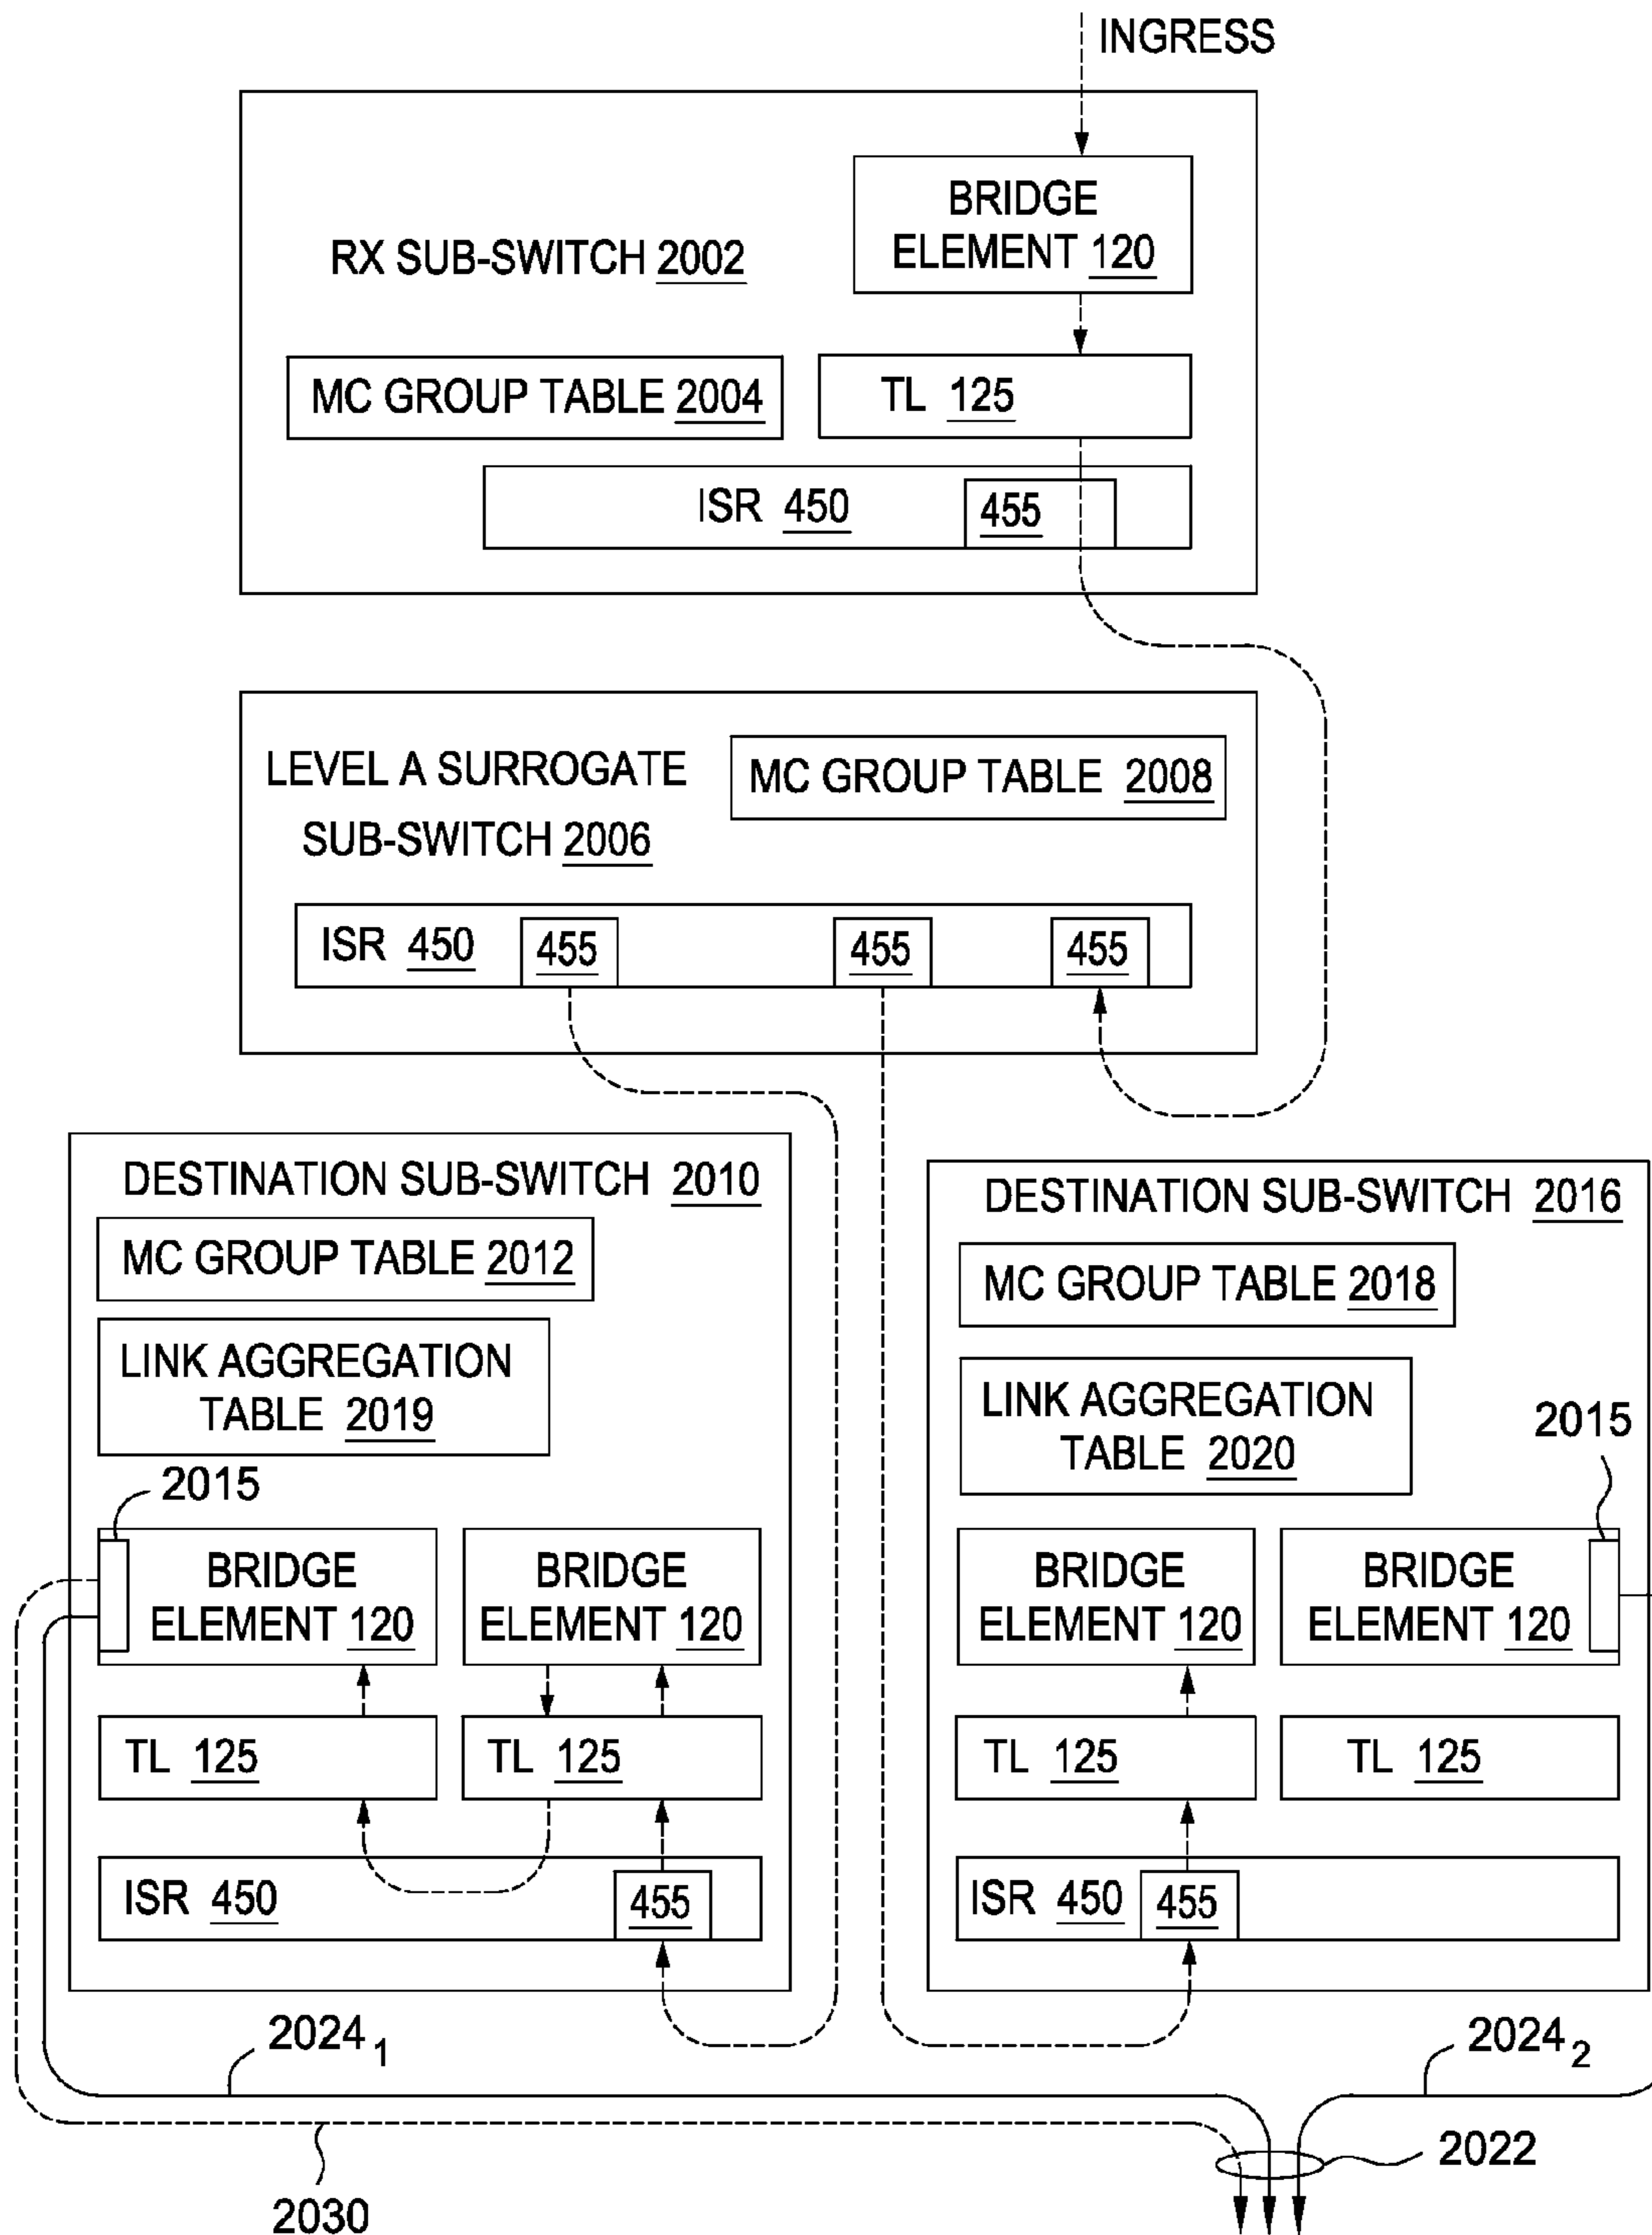 INGRESS
BRIDGE
ELEMENT 120
RX SUB-SWITCH 2002
MC GROUP TABLE 2004
TL 125
ISR 450
455
LEVEL A SURROGATE
SUB-SWITCH 2006
MC GROUP TABLE 2008
ISR 450
455
455
455
DESTINATION SUB-SWITCH 2010
MC GROUP TABLE 2012
LINK AGGREGATION
TABLE 2019
2015
BRIDGE
ELEMENT 120
BRIDGE
ELEMENT 120
TL 125
TL 125
ISR 450
455
DESTINATION SUB-SWITCH 2016
MC GROUP TABLE 2018
LINK AGGREGATION
TABLE 2020
2015
BRIDGE
ELEMENT 120
BRIDGE
ELEMENT 120
TL 125
TL 125
ISR 450
455
2024 1
2024 2
2022
2030